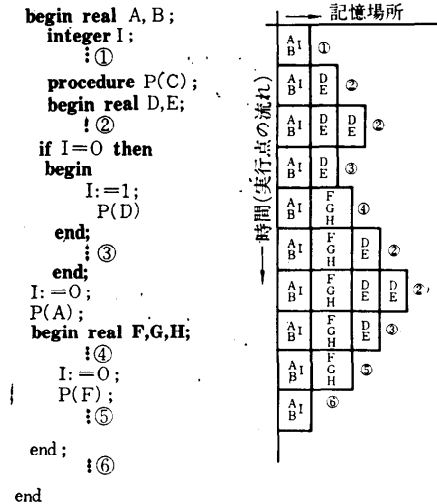 begin real A, B;
integer I;
⋮①
procedure P(C);
begin real D,E;
⋮②
if I=0 then
begin
I:=1;
P(D)
end;
⋮③
end;
I:=0;
P(A);
begin real F,G,H;
⋮④
I:=0;
P(F);
⋮⑤
end;
⋮⑥
end
→記憶場所
時間(実行点の流れ)→
A B I ①
A B I D E ②
A B I D E D E ②
A B I D E ③
A B I F G H ④
A B I F G H D E ②
A B I F G H D E D E ②
A B I F G H D E ③
A B I F G H ⑤
A B I ⑥